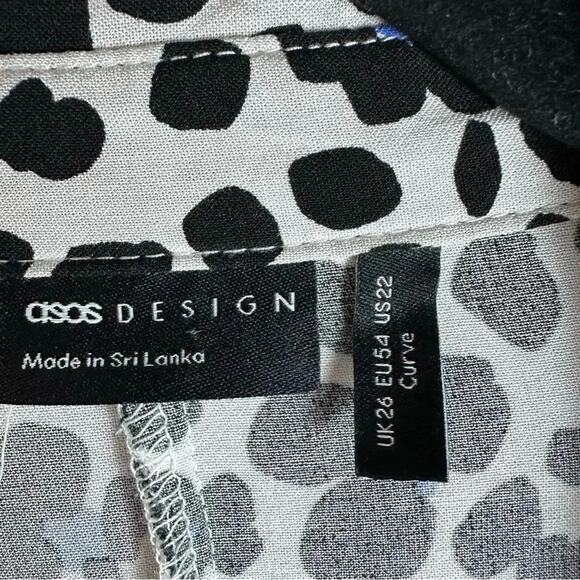 asos DESIGN
Made in Sri Lanka
UK26 EU54 US22
Curve